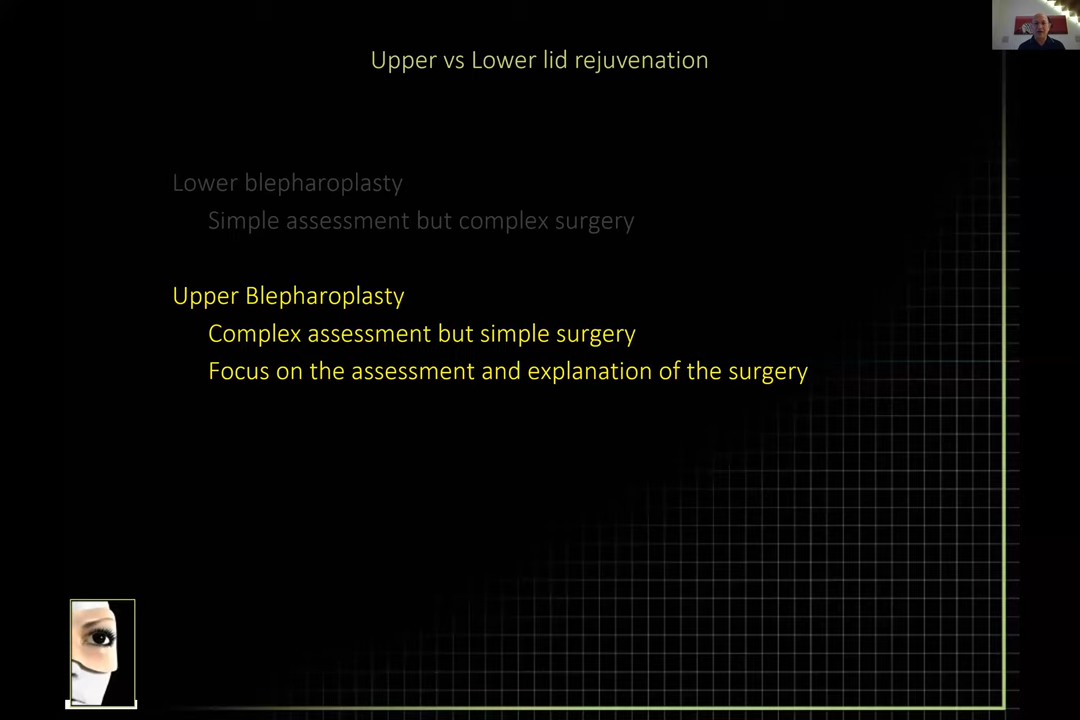 Upper vs Lower lid rejuvenation
Lower blepharoplasty
Simple assessment but complex surgery
Upper Blepharoplasty
Complex assessment but simple surgery
Focus on the assessment and explanation of the surgery